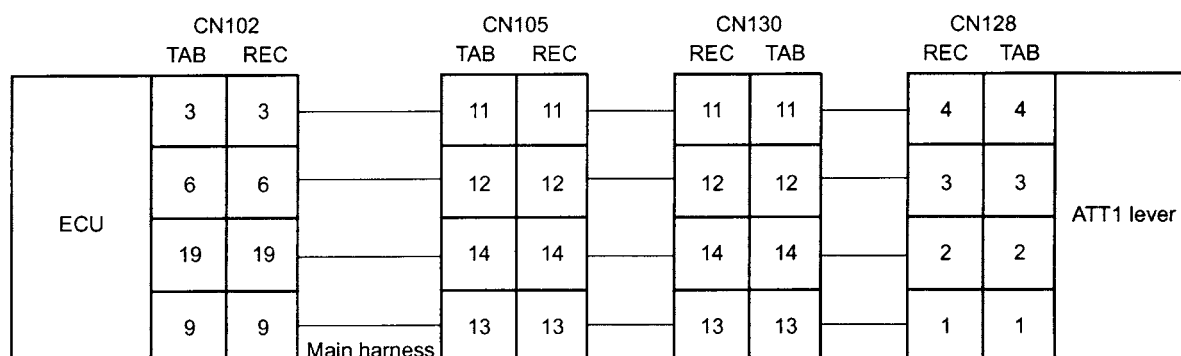 CN102 CN105 CN130 CN128
TAB REC TAB REC REC TAB REC TAB
3 3 11 11 11 11 4 4
6 6 12 12 12 12 3 3
ECU ATT1 lever
19 19 14 14 14 14 2 2
9 9 13 13 13 13 1 1
Main harness